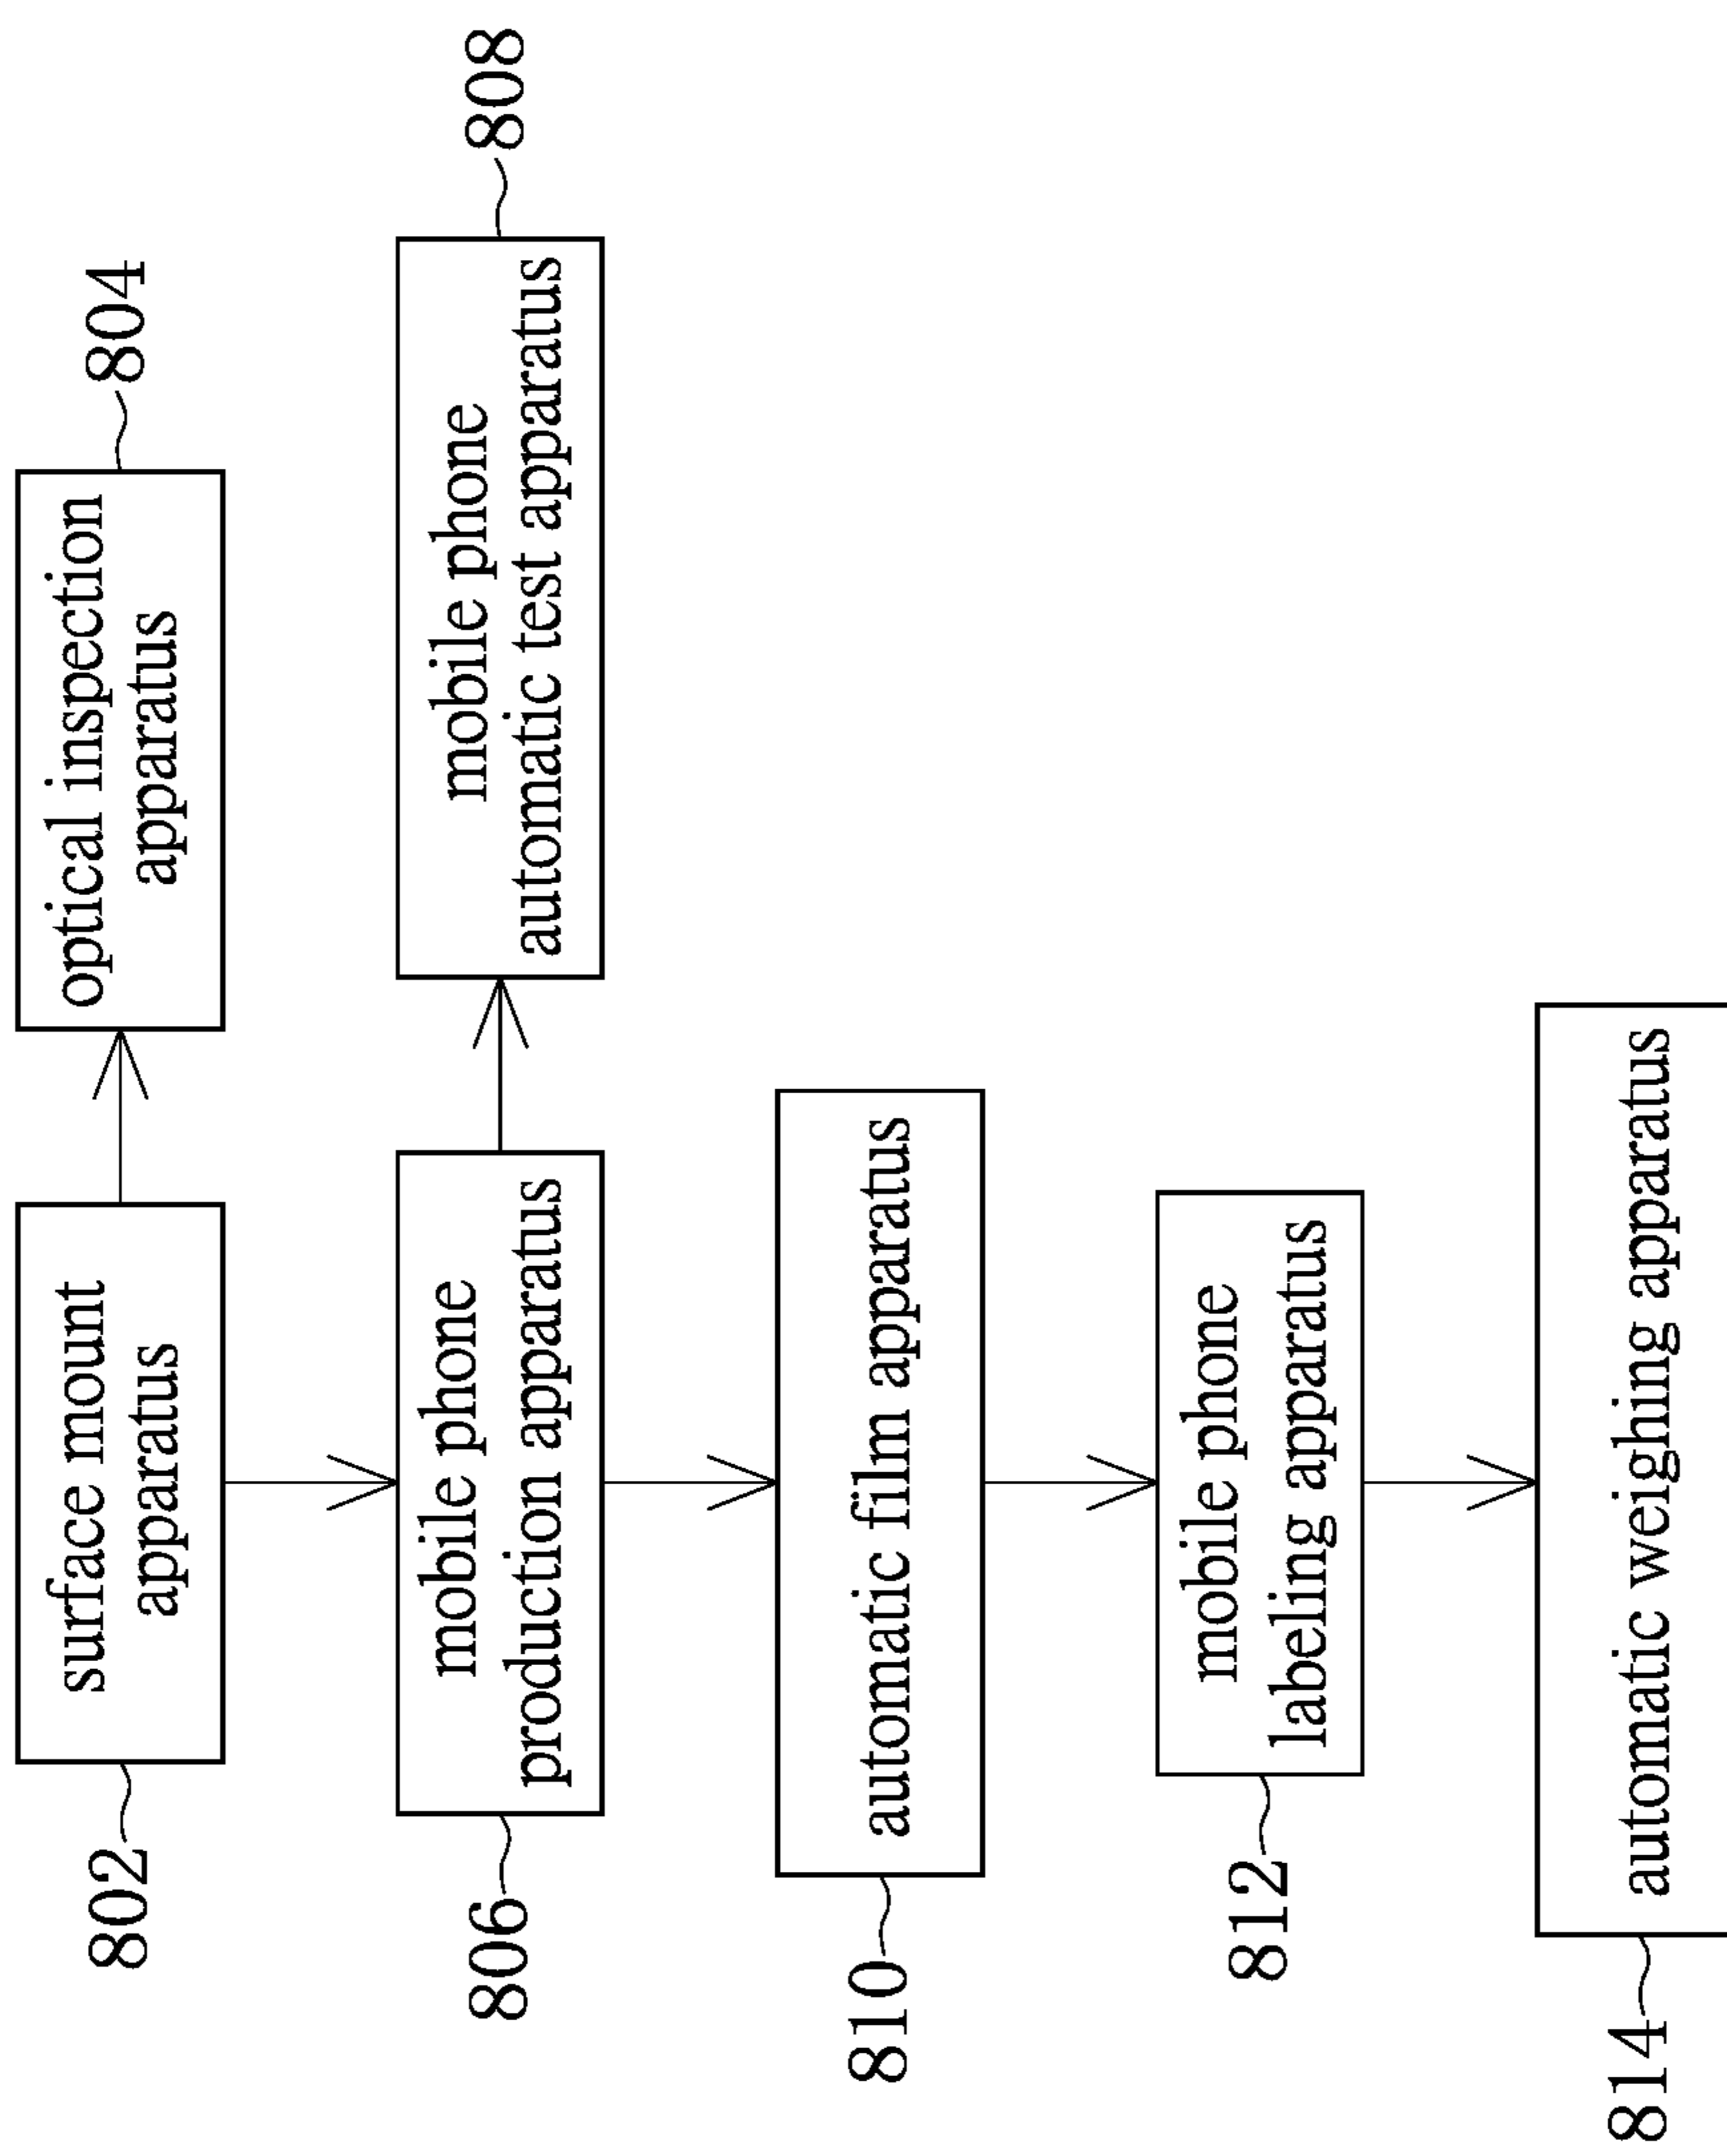 802
surface mount
apparatus
optical inspection
apparatus
804
806
mobile phone
production apparatus
mobile phone
automatic test apparatus
808
810
automatic film apparatus
812
mobile phone
labeling apparatus
814
automatic weighing apparatus